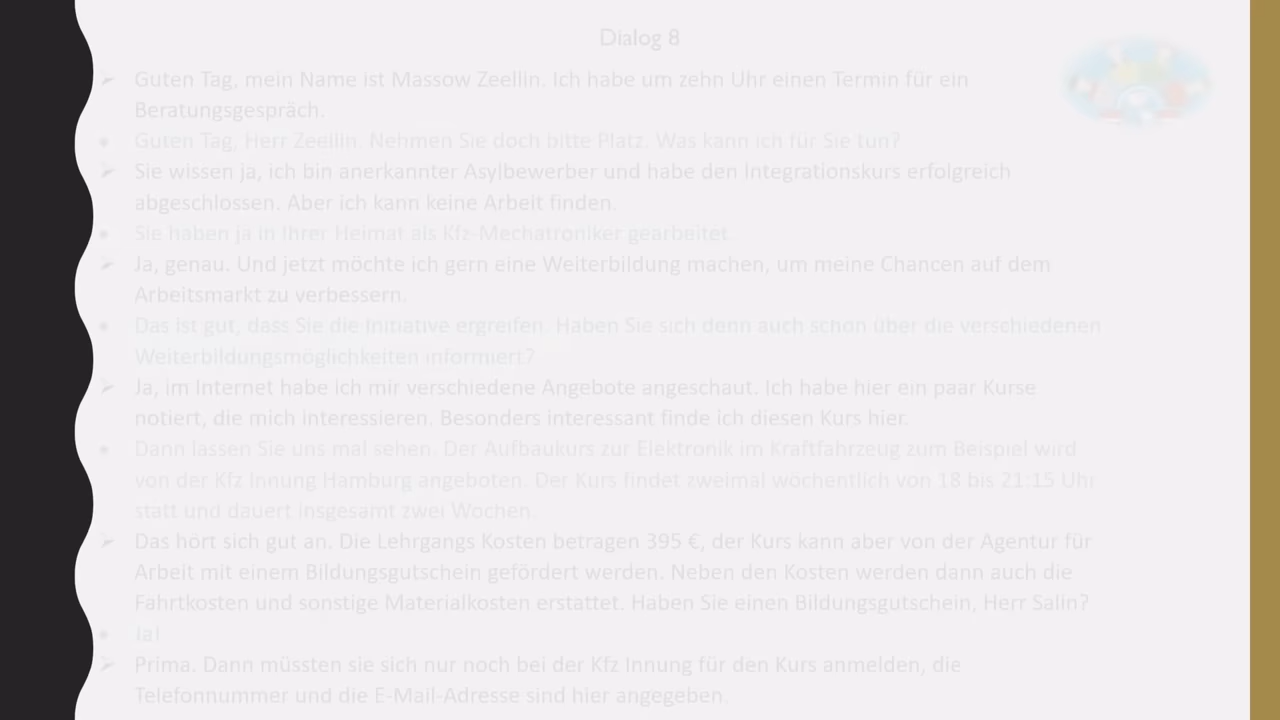 Dialog 8
➢ Guten Tag, mein Name ist Massow Zeellin. Ich habe um zehn Uhr einen Termin für ein
Beratungsgespräch.
• Guten Tag, Herr Zeellin. Nehmen Sie doch bitte Platz. Was kann ich für Sie tun?
➢ Sie wissen ja, ich bin anerkannter Asylbewerber und habe den Integrationskurs erfolgreich
abgeschlossen. Aber ich kann keine Arbeit finden.
• Sie haben ja in Ihrer Heimat als Kfz-Mechatroniker gearbeitet.
➢ Ja, genau. Und jetzt möchte ich gern eine Weiterbildung machen, um meine Chancen auf dem
Arbeitsmarkt zu verbessern.
• Das ist gut, dass Sie die Initiative ergreifen. Haben Sie sich denn auch schon über die verschiedenen
Weiterbildungsmöglichkeiten informiert?
➢ Ja, im Internet habe ich mir verschiedene Angebote angeschaut. Ich habe hier ein paar Kurse
notiert, die mich interessieren. Besonders interessant finde ich diesen Kurs hier.
• Dann lassen Sie uns mal sehen. Der Aufbaukurs zur Elektronik im Kraftfahrzeug zum Beispiel wird
von der Kfz Innung Hamburg angeboten. Der Kurs findet zweimal wöchentlich von 18 bis 21:15 Uhr
statt und dauert insgesamt zwei Wochen.
➢ Das hört sich gut an. Die Lehrgangs Kosten betragen 395 €, der Kurs kann aber von der Agentur für
Arbeit mit einem Bildungsgutschein gefördert werden. Neben den Kosten werden dann auch die
Fahrtkosten und sonstige Materialkosten erstattet. Haben Sie einen Bildungsgutschein, Herr Salin?
• Ja!
➢ Prima. Dann müssten sie sich nur noch bei der Kfz Innung für den Kurs anmelden, die
Telefonnummer und die E-Mail-Adresse sind hier angegeben.